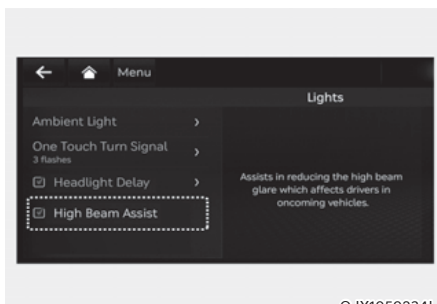 Menu
Lights
Ambient Light
One Touch Turn Signal
3 flashes
Headlight Delay
High Beam Assist
Assists in reducing the high beam
glare which affects drivers in
oncoming vehicles.